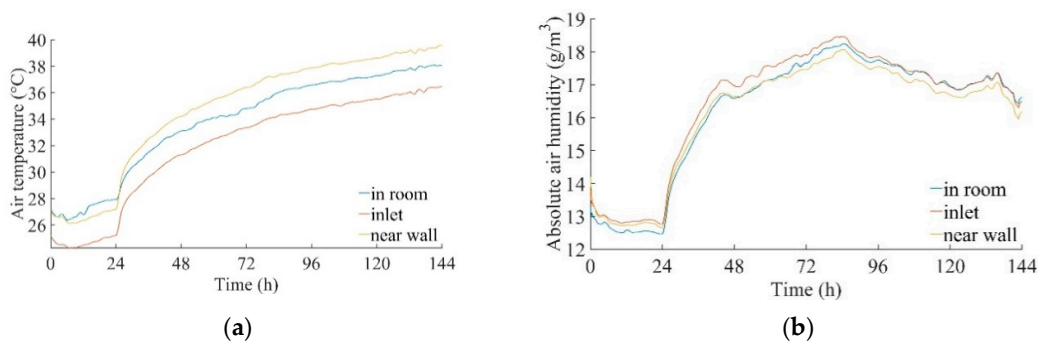 Air temperature (°C)
40
38
36
34
32
30
28
26
0
24
48
72
96
120
144
Time (h)
in room
inlet
near wall
(a)
Absolute air humidity (g/m³)
19
18
17
16
15
14
13
12
0
24
48
72
96
120
144
Time (h)
in room
inlet
near wall
(b)